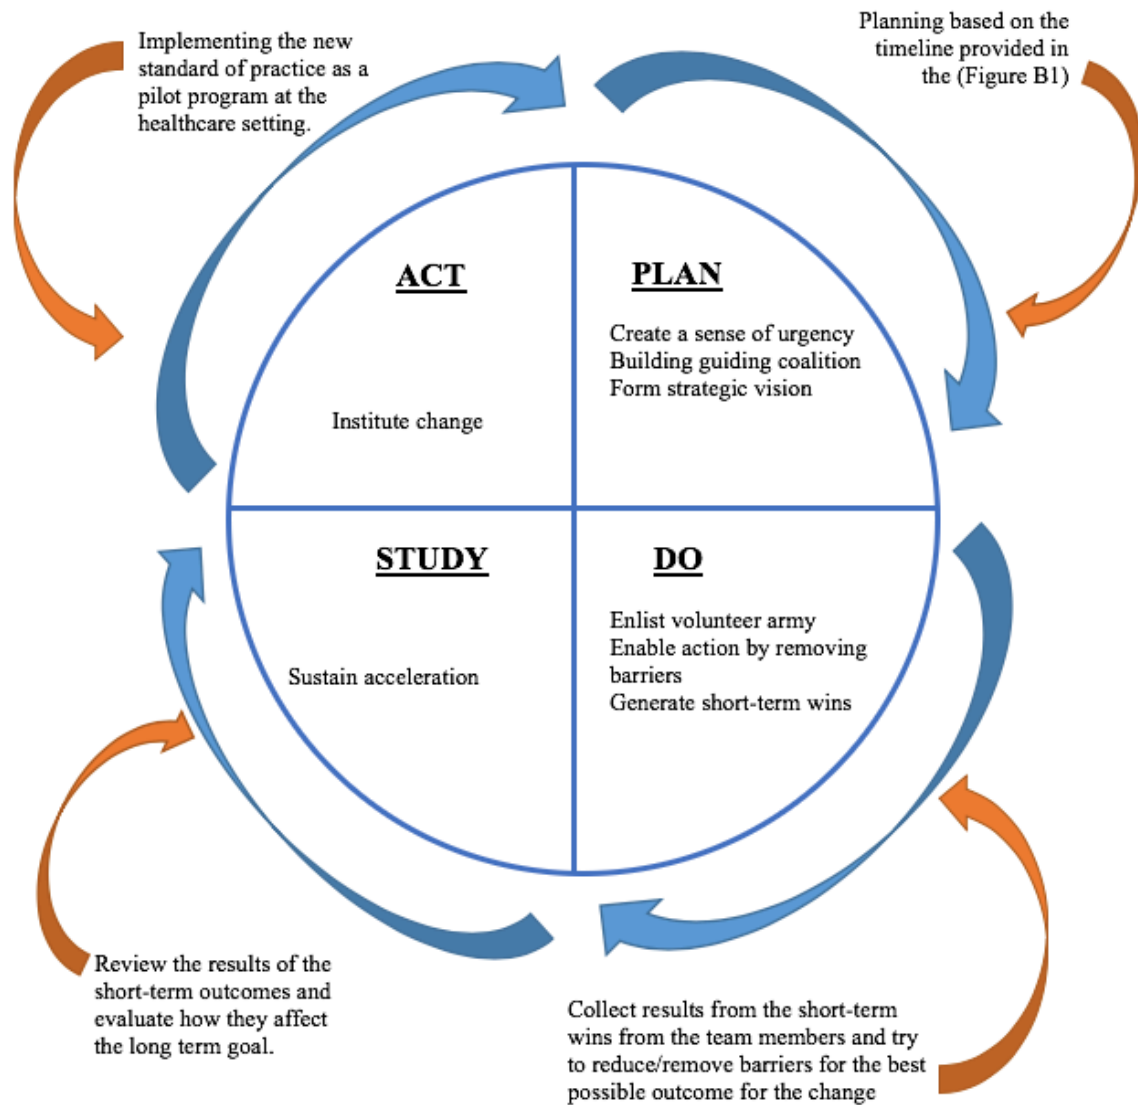 Implementing the new
standard of practice as a
pilot program at the
healthcare setting.
Planning based on the
timeline provided in
the (Figure B1)
ACT
Institute change
PLAN
Create a sense of urgency
Building guiding coalition
Form strategic vision
STUDY
Sustain acceleration
DO
Enlist volunteer army
Enable action by removing
barriers
Generate short-term wins
Review the results of the
short-term outcomes and
evaluate how they affect
the long term goal.
Collect results from the short-term
wins from the team members and try
to reduce/remove barriers for the best
possible outcome for the change